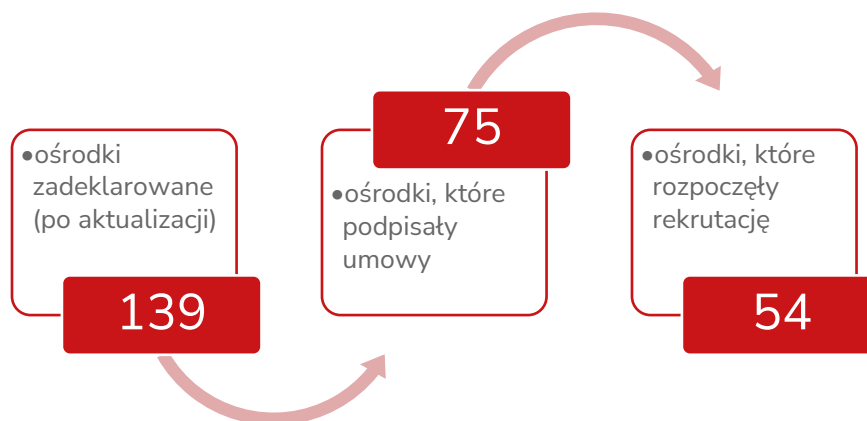 •ośrodki
zadeklarowane
(po aktualizacji)
139
75
•ośrodki, które
podpisały
umowy
•ośrodki, które
rozpoczęły
rekrutację
54